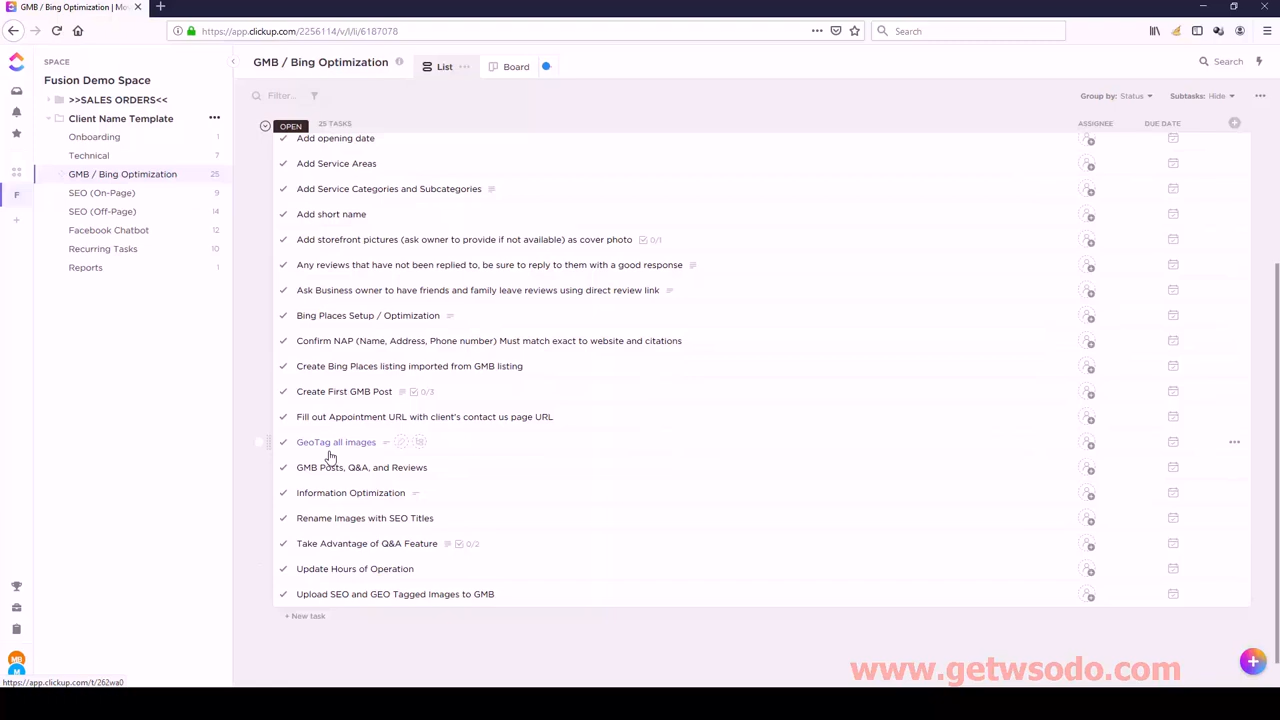 GMB / Bing Optimization | Mo
https://app.clickup.com/2256114/v/l/li/6187078
Search
SPACE
Fusion Demo Space
>>SALES ORDERS<<
Client Name Template
Onboarding 1
Technical 7
GMB / Bing Optimization 25
SEO (On-Page) 9
SEO (Off-Page) 14
Facebook Chatbot 12
Recurring Tasks 10
Reports 1
F
MB
M
GMB / Bing Optimization
List
Board
Search
Filter...
Group by: Status
Subtasks: Hide
OPEN 25 TASKS ASSIGNEE DUE DATE
Add opening date
Add Service Areas
Add Service Categories and Subcategories
Add short name
Add storefront pictures (ask owner to provide if not available) as cover photo 0/1
Any reviews that have not been replied to, be sure to reply to them with a good response
Ask Business owner to have friends and family leave reviews using direct review link
Bing Places Setup / Optimization
Confirm NAP (Name, Address, Phone number) Must match exact to website and citations
Create Bing Places listing imported from GMB listing
Create First GMB Post 0/3
Fill out Appointment URL with client's contact us page URL
GeoTag all images
GMB Posts, Q&A, and Reviews
Information Optimization
Rename Images with SEO Titles
Take Advantage of Q&A Feature 0/2
Update Hours of Operation
Upload SEO and GEO Tagged Images to GMB
+ New task
www.getwsodo.com
https://app.clickup.com/t/262wa0